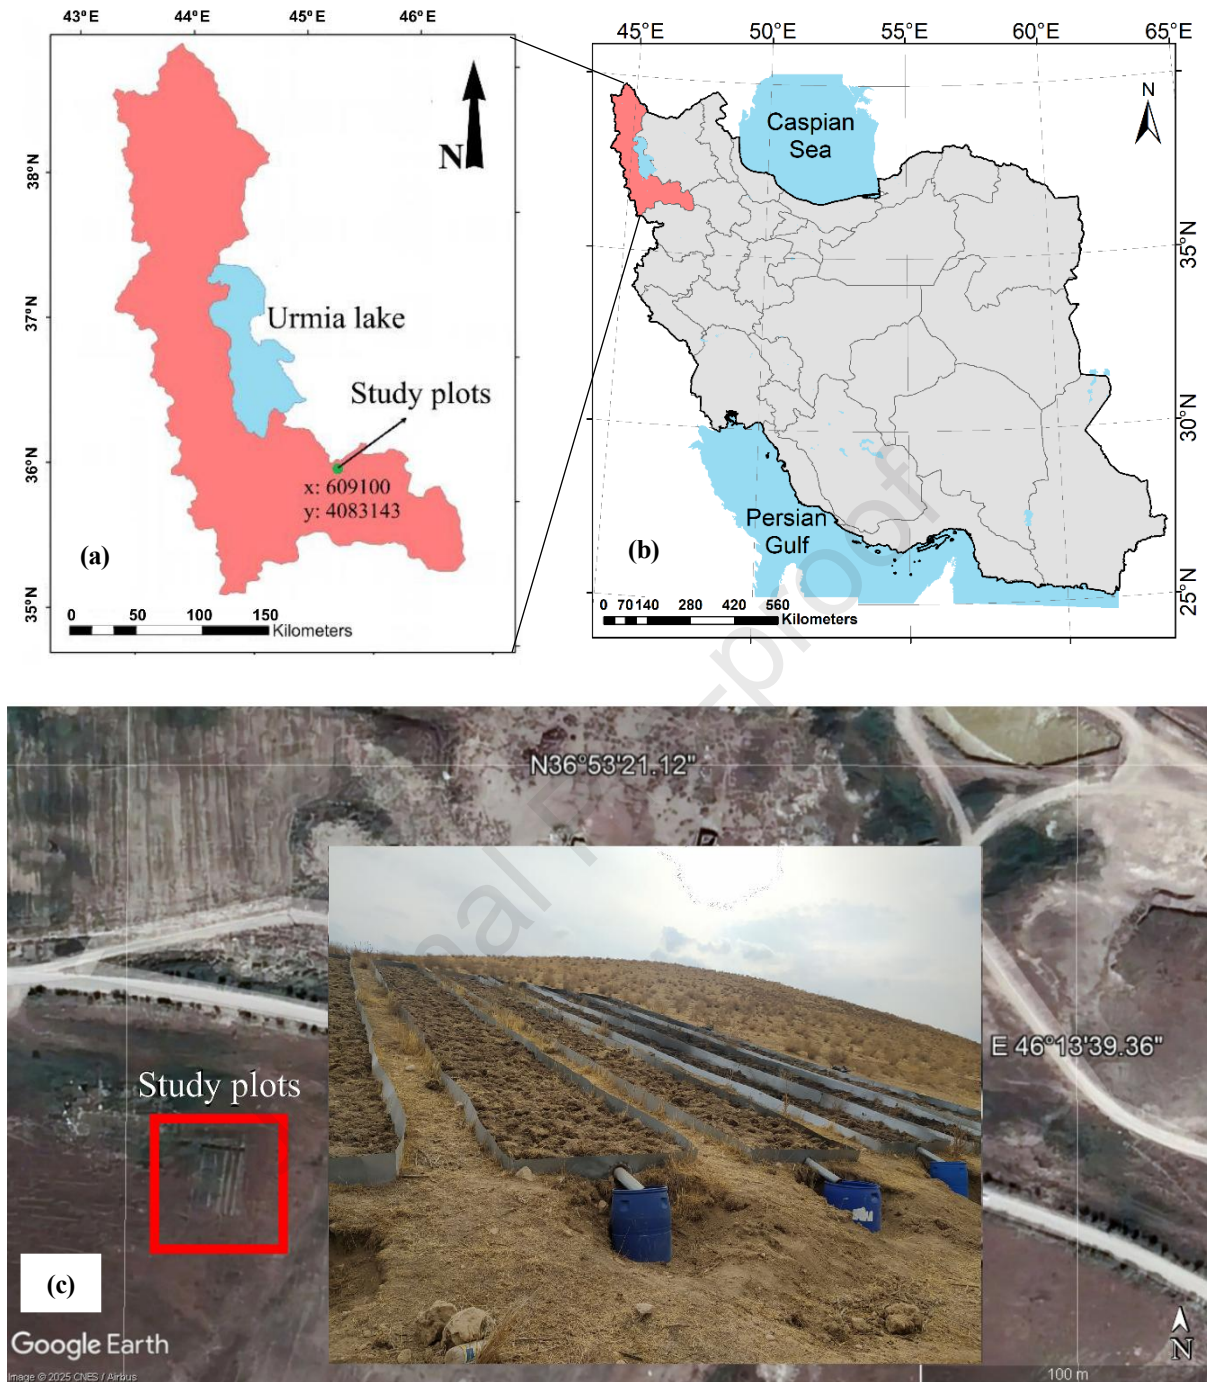 43° E
44° E
45° E
46° E
38°N
37°N
36°N
35°N
N
Urmia lake
Study plots
x: 609100
y: 4083143
(a)
0 50 100 150
Kilometers
45°E
50°E
55°E
60°E
65°E
N
Caspian
Sea
35°N
30°N
25°N
Persian
Gulf
(b)
0 70 140 280 420 560
Kilometers
N36°53'21.12"
E 46°13'39.36"
Study plots
(c)
Google Earth
Image © 2025 CNES / Airbus
N
100 m